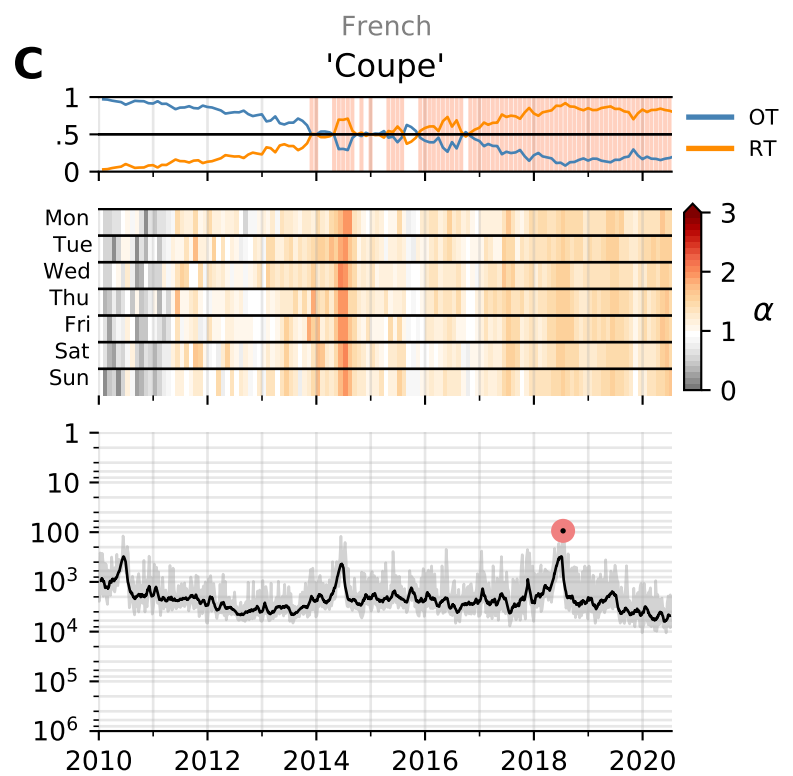 French
C
'Coupe'
1
.5
0
OT
RT
Mon
Tue
Wed
Thu
Fri
Sat
Sun
3
2
1
0
α
1
10
100
10³
10⁴
10⁵
10⁶
2010 2012 2014 2016 2018 2020